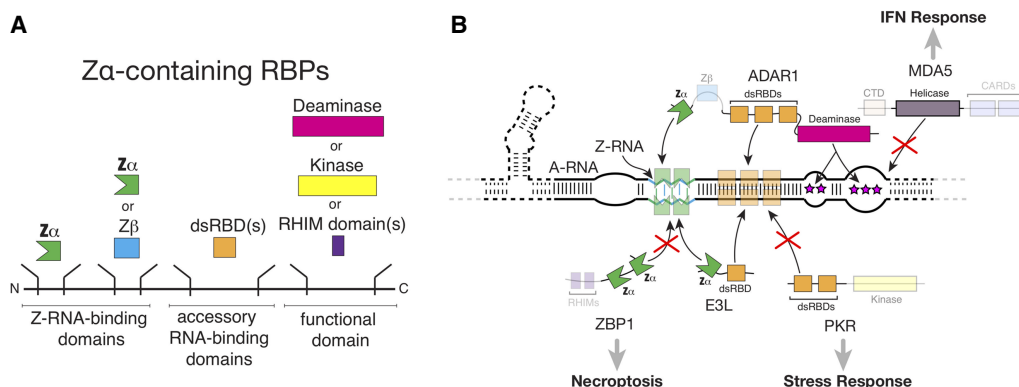 A
Zα-containing RBPs
Deaminase
or
Kinase
or
RHIM domain(s)
Zα
or
Zβ
dsRBD(s)
Zα
N
C
Z-RNA-binding
domains
accessory
RNA-binding
domains
functional
domain
B
IFN Response
MDA5
CTD
Helicase
CARDs
ADAR1
Zβ
dsRBDs
Zα
Deaminase
Z-RNA
A-RNA
RHIMs
Zα
Zα
ZBP1
Necroptosis
Zα
dsRBD
E3L
dsRBDs
Kinase
PKR
Stress Response